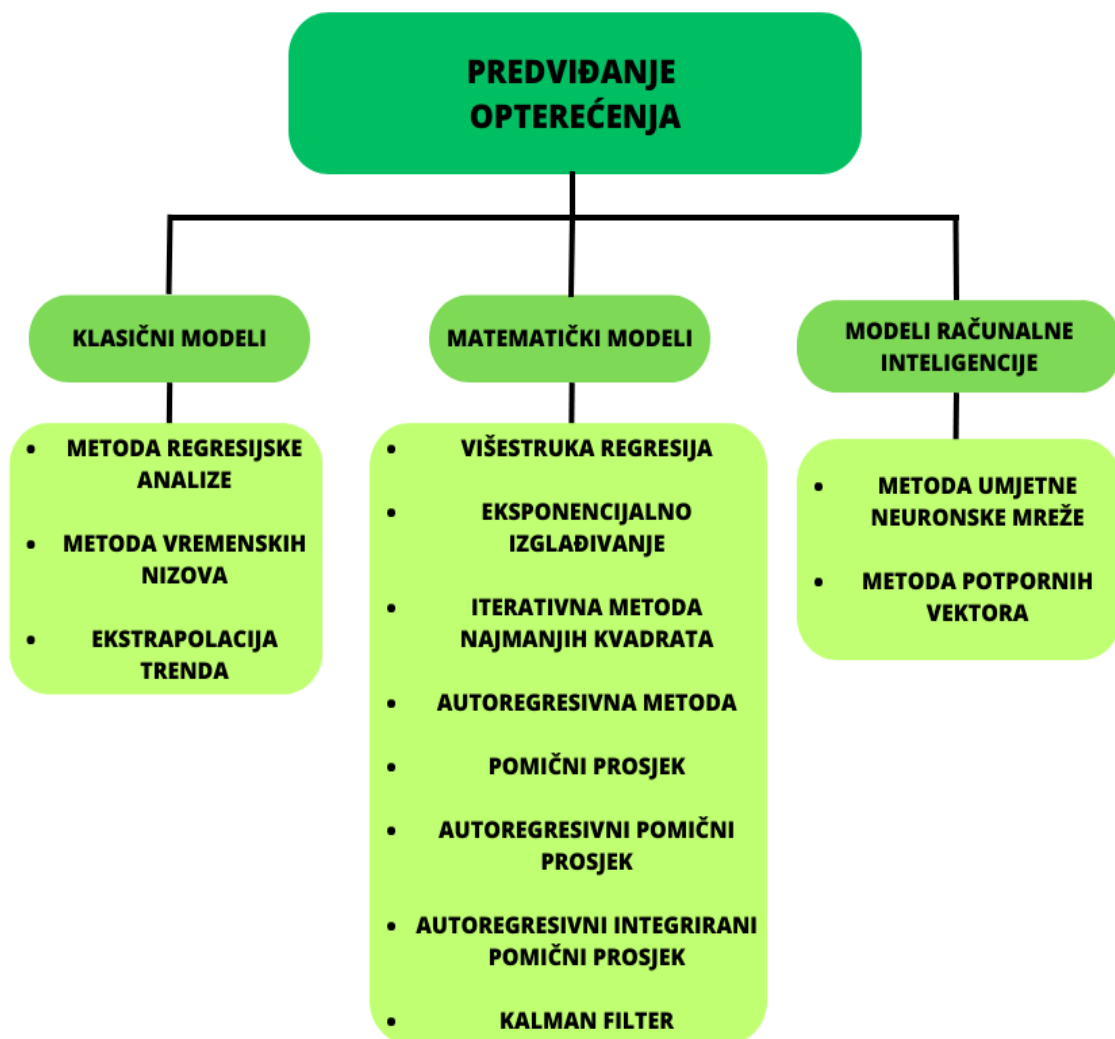 PREDVIĐANJE
OPTEREĆENJA
KLASIČNI MODELI
• METODA REGRESIJSKE
ANALIZE
• METODA VREMENSKIH
NIZOVA
• EKSTRAPOLACIJA
TRENDA
MATEMATIČKI MODELI
• VIŠESTRUKA REGRESIJA
• EKSPONENCIJALNO
IZGLAĐIVANJE
• ITERATIVNA METODA
NAJMANJIH KVADRATA
• AUTOREGRESIVNA METODA
• POMIČNI PROSJEK
• AUTOREGRESIVNI POMIČNI
PROSJEK
• AUTOREGRESIVNI INTEGRIRANI
POMIČNI PROSJEK
• KALMAN FILTER
MODELI RAČUNALNE
INTELIGENCIJE
• METODA UMJETNE
NEURONSKE MREŽE
• METODA POTPORNIH
VEKTORA